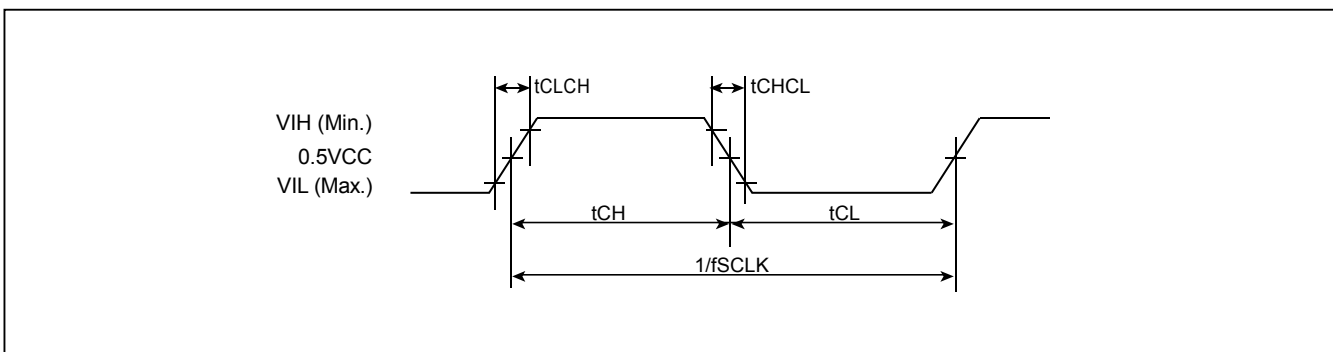 tCLCH
tCHCL
VIH (Min.)
0.5VCC
VIL (Max.)
tCH
tCL
1/fSCLK